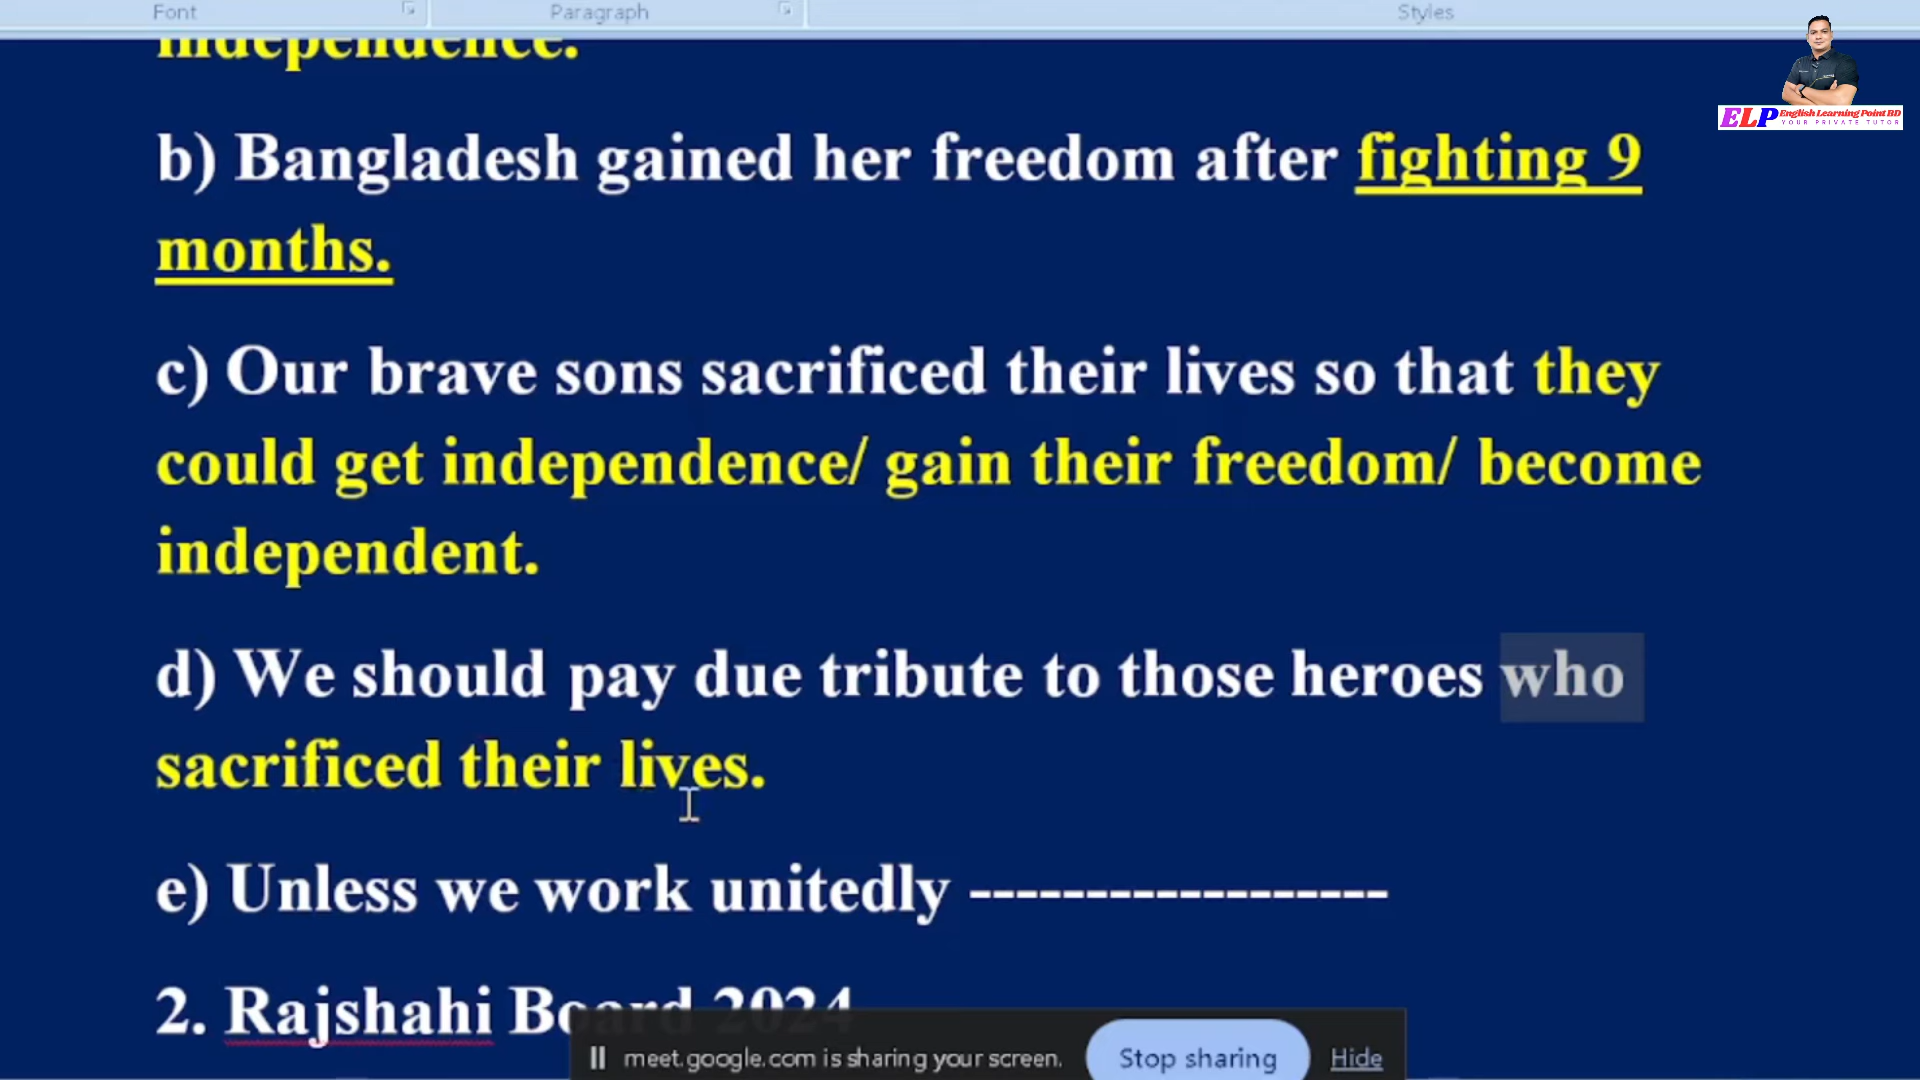 Font
Paragraph
Styles
independence.
ELP English Learning Point BD
YOUR PRIVATE TUTOR
b) Bangladesh gained her freedom after fighting 9
months.
c) Our brave sons sacrificed their lives so that they
could get independence/ gain their freedom/ become
independent.
d) We should pay due tribute to those heroes who
sacrificed their lives.
e) Unless we work unitedly ------------------
2. Rajshahi Board 2024
meet.google.com is sharing your screen.
Stop sharing
Hide